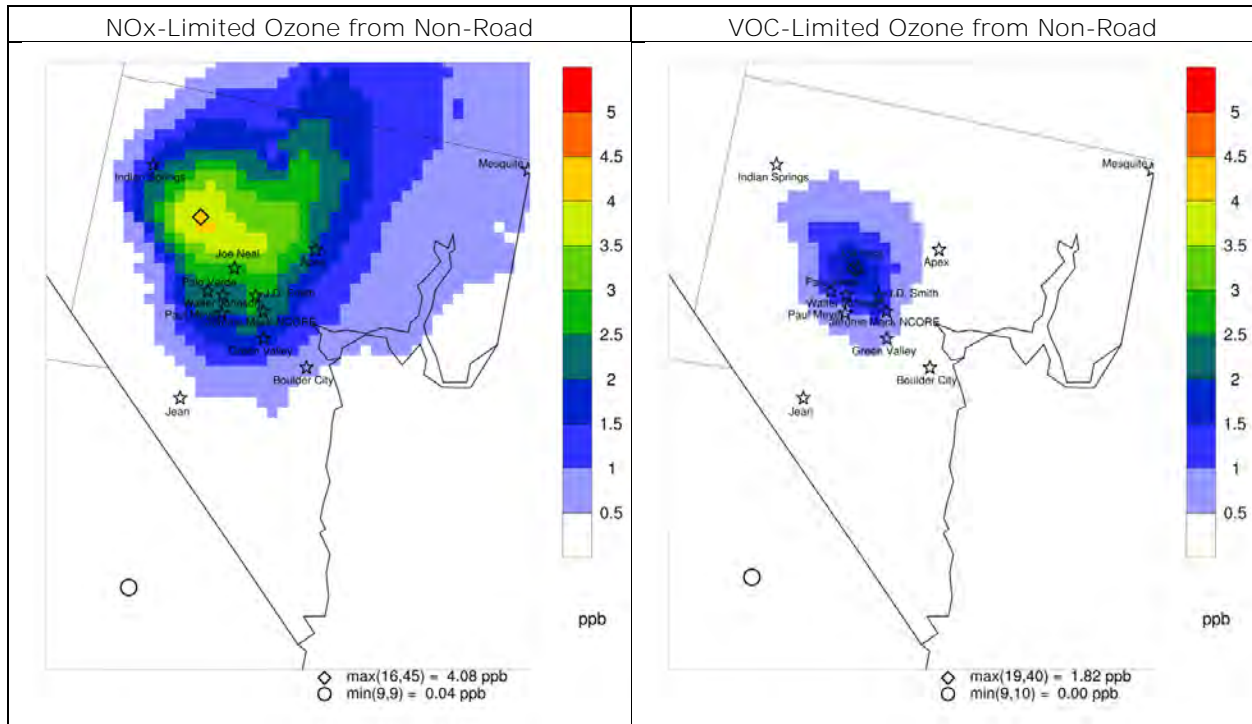 NOx-Limited Ozone from Non-Road
VOC-Limited Ozone from Non-Road
5
4.5
4
3.5
3
2.5
2
1.5
1
0.5
ppb
Mesquite
Indian Springs
Joe Neal
Apex
Palo Verde
J.D. Smith
Walter Johnson
Paul Meyer
NCORE
Green Valley
Boulder City
Jean
max(16,45) = 4.08 ppb
min(9,9) = 0.04 ppb
5
4.5
4
3.5
3
2.5
2
1.5
1
0.5
ppb
Mesquite
Indian Springs
Apex
J.D. Smith
Paul Meyer
Jerome Mack NCORE
Green Valley
Boulder City
Jean
max(19,40) = 1.82 ppb
min(9,10) = 0.00 ppb